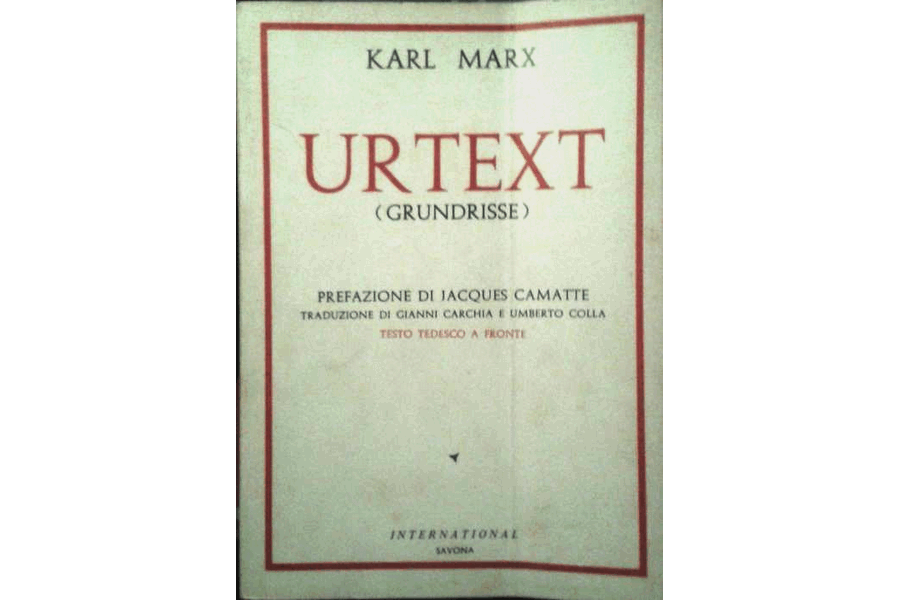 KARL MARX
URTEXT
(GRUNDRISSE)
PREFAZIONE DI JACQUES CAMATTE
TRADUZIONE DI GIANNI CARCHIA E UMBERTO COLLA
TESTO TEDESCO A FRONTE
INTERNATIONAL
SAVONA